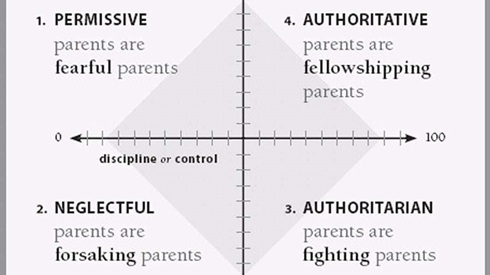 1. PERMISSIVE
parents are
fearful parents
4. AUTHORITATIVE
parents are
fellowshipping
parents
0
100
discipline or control
2. NEGLECTFUL
parents are
forsaking parents
3. AUTHORITARIAN
parents are
fighting parents